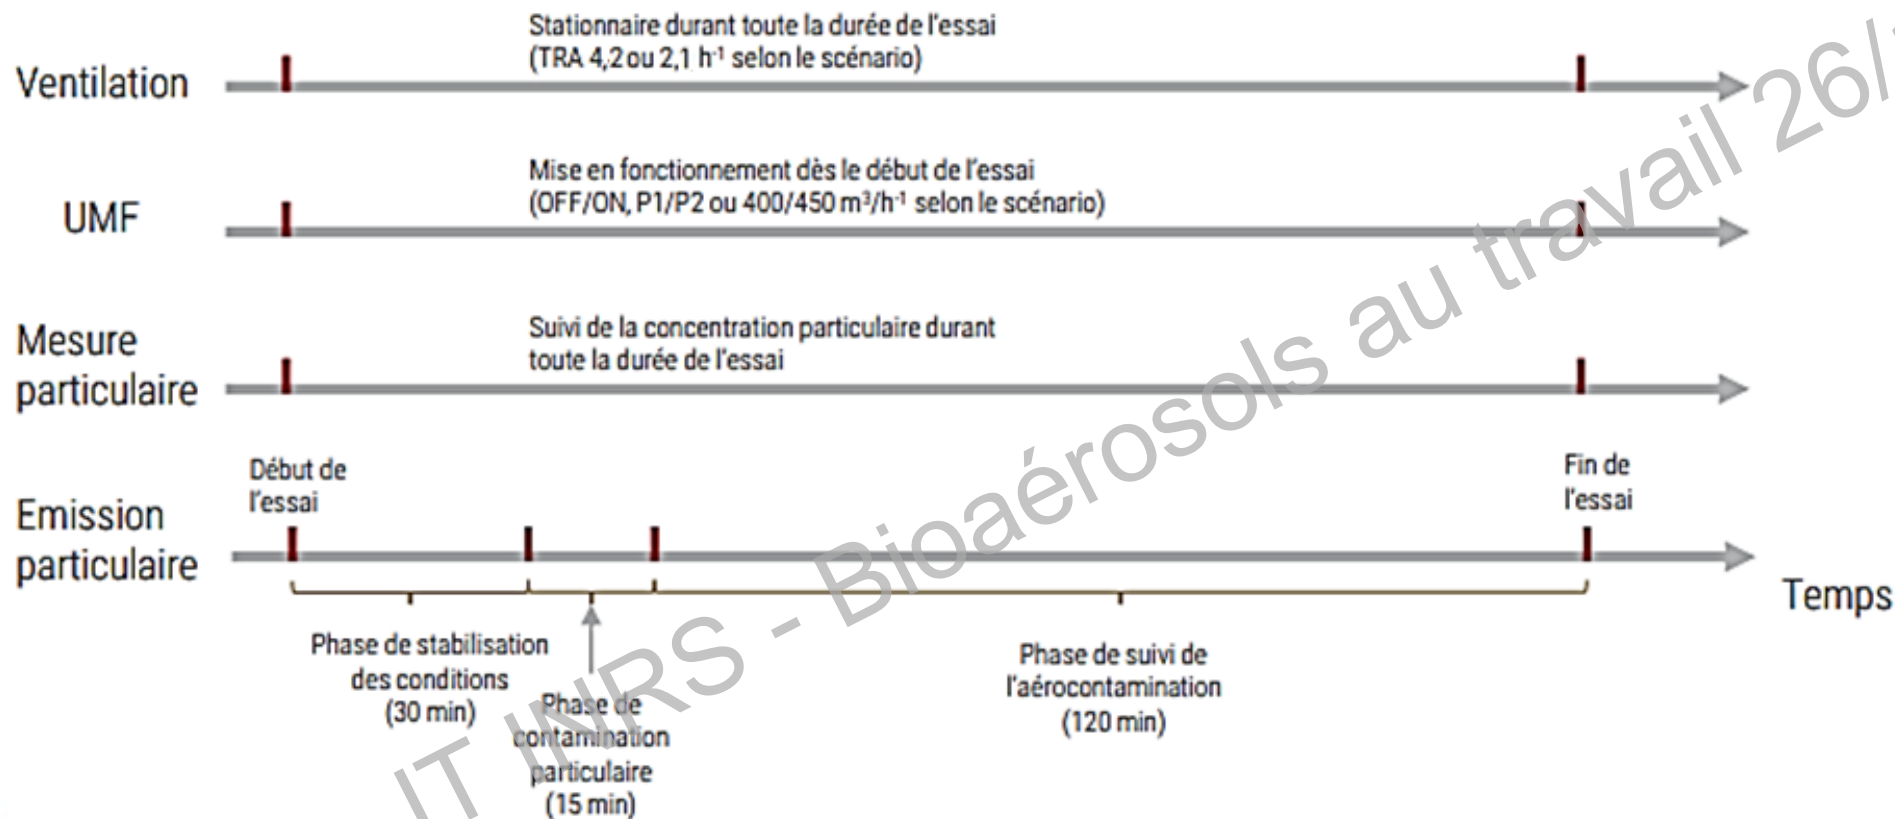 Stationnaire durant toute la durée de l'essai
(TRA 4,2 ou 2,1 h⁻¹ selon le scénario)
Ventilation
Mise en fonctionnement dès le début de l'essai
(OFF/ON, P1/P2 ou 400/450 m³/h⁻¹ selon le scénario)
UMF
Suivi de la concentration particulaire durant
toute la durée de l'essai
Mesure
particulaire
Début de
l'essai
Fin de
l'essai
Emission
particulaire
Temps
Phase de stabilisation
des conditions
(30 min)
Phase de
contamination
particulaire
(15 min)
Phase de suivi de
l'aérocontamination
(120 min)
IT INRS - Bioaérosols au travail 26/